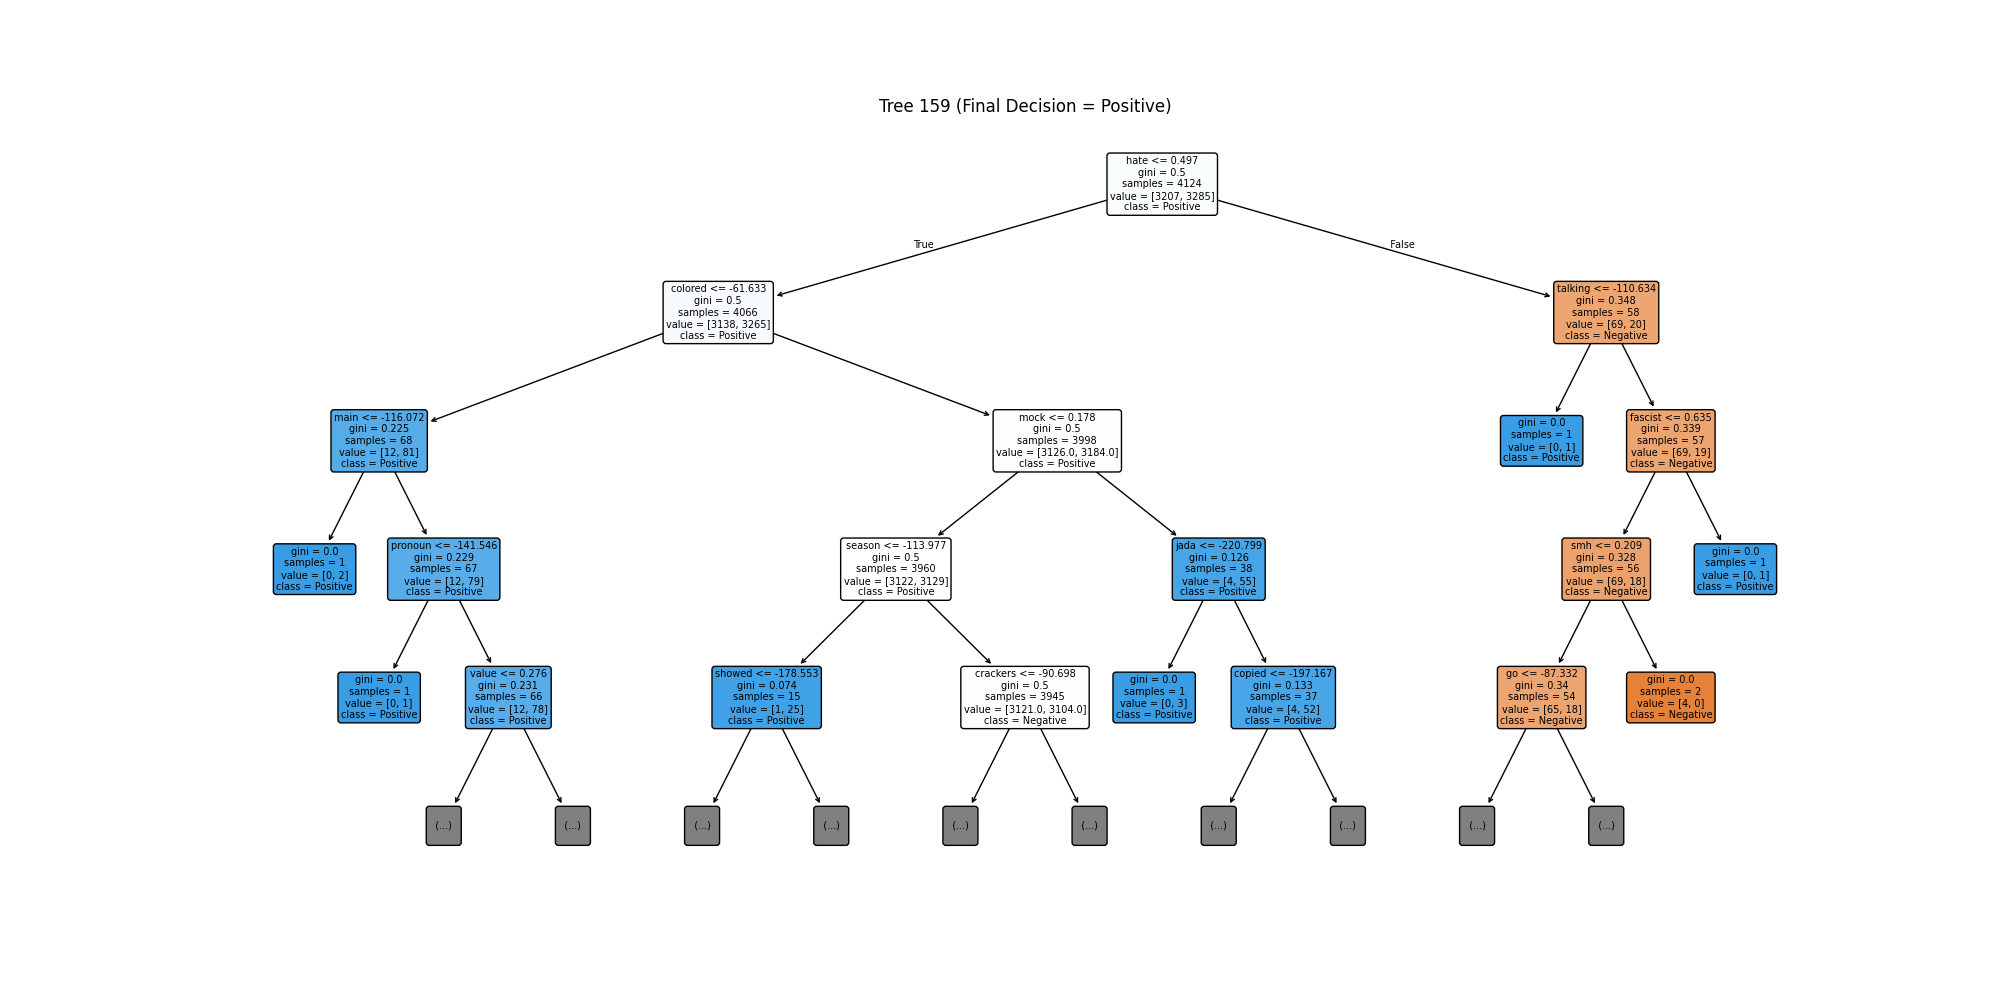 Tree 159 (Final Decision = Positive)
hate <= 0.497
gini = 0.5
samples = 4124
value = [3207, 3285]
class = Positive
True
False
colored <= -61.633
gini = 0.5
samples = 4066
value = [3138, 3265]
class = Positive
talking <= -110.634
gini = 0.348
samples = 58
value = [69, 20]
class = Negative
main <= -116.072
gini = 0.225
samples = 68
value = [12, 81]
class = Positive
mock <= 0.178
gini = 0.5
samples = 3998
value = [3126.0, 3184.0]
class = Positive
gini = 0.0
samples = 1
value = [0, 1]
class = Positive
fascist <= 0.635
gini = 0.339
samples = 57
value = [69, 19]
class = Negative
gini = 0.0
samples = 1
value = [0, 2]
class = Positive
pronoun <= -141.546
gini = 0.229
samples = 67
value = [12, 79]
class = Positive
season <= -113.977
gini = 0.5
samples = 3960
value = [3122, 3129]
class = Positive
jada <= -220.799
gini = 0.126
samples = 38
value = [4, 55]
class = Positive
smh <= 0.209
gini = 0.328
samples = 56
value = [69, 18]
class = Negative
gini = 0.0
samples = 1
value = [0, 1]
class = Positive
gini = 0.0
samples = 1
value = [0, 1]
class = Positive
value <= 0.276
gini = 0.231
samples = 66
value = [12, 78]
class = Positive
showed <= -178.553
gini = 0.074
samples = 15
value = [1, 25]
class = Positive
crackers <= -90.698
gini = 0.5
samples = 3945
value = [3121.0, 3104.0]
class = Negative
gini = 0.0
samples = 1
value = [0, 3]
class = Positive
copied <= -197.167
gini = 0.133
samples = 37
value = [4, 52]
class = Positive
go <= -87.332
gini = 0.34
samples = 54
value = [65, 18]
class = Negative
gini = 0.0
samples = 2
value = [4, 0]
class = Negative
(...)
(...)
(...)
(...)
(...)
(...)
(...)
(...)
(...)
(...)